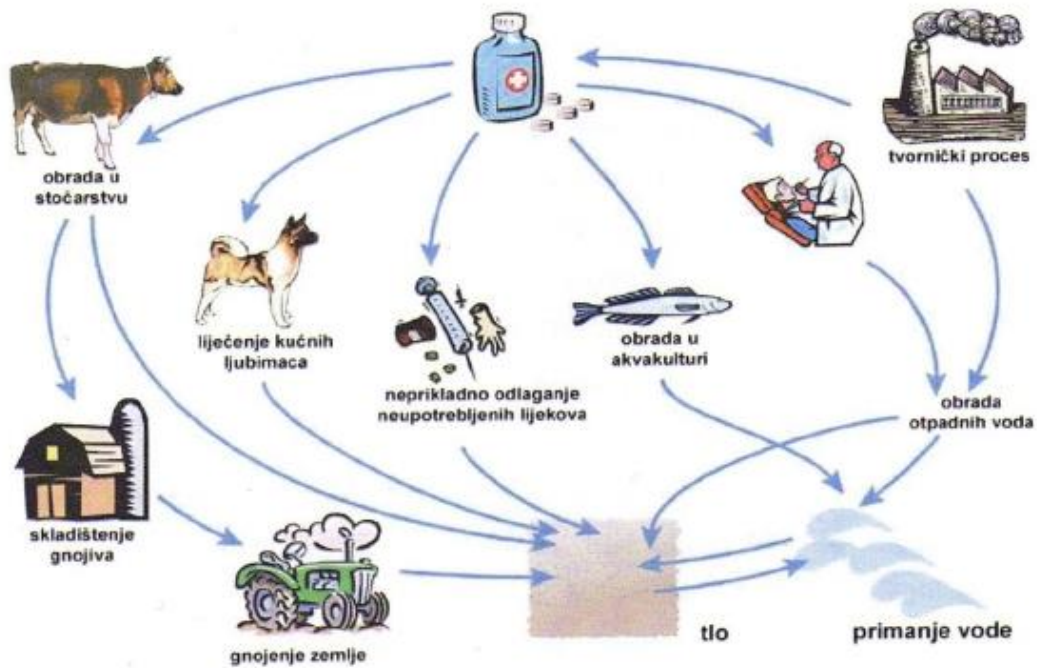 tvornički proces
obrada u
stočarstvu
liječenje kućnih
ljubimaca
neprikladno odlaganje
neupotrebljenih lijekova
obrada u
akvakulturi
obrada
otpadnih voda
skladištenje
gnojiva
gnojenje zemlje
tlo
primanje vode